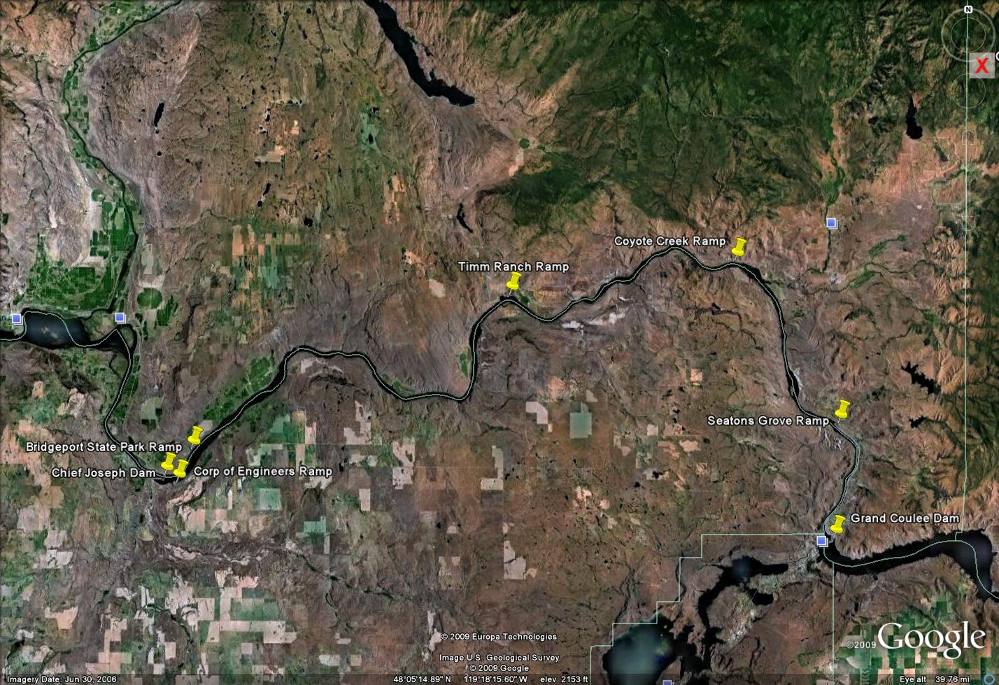 N
X
Coyote Creek Ramp
Timm Ranch Ramp
Seatons Grove Ramp
Bridgeport State Park Ramp
Chief Joseph Dam
Corp of Engineers Ramp
Grand Coulee Dam
© 2009 Europa Technologies
Image U.S. Geological Survey
© 2009 Google
©2009 Google
Imagery Date: Jun 30, 2006
48°05'14.89" N 119°18'15.60" W elev 2153 ft
Eye alt 39.76 mi